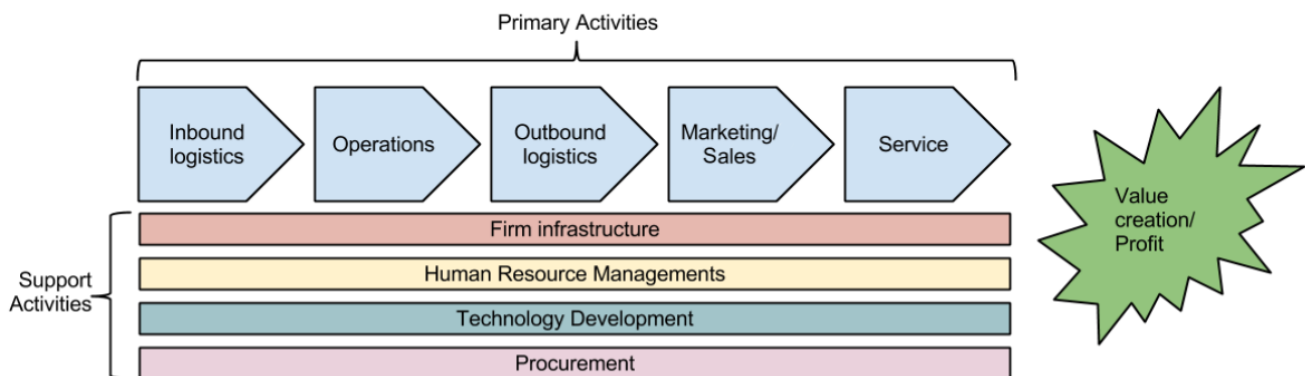 Primary Activities
Inbound
logistics
Operations
Outbound
logistics
Marketing/
Sales
Service
Value
creation/
Profit
Support
Activities
Firm infrastructure
Human Resource Managements
Technology Development
Procurement